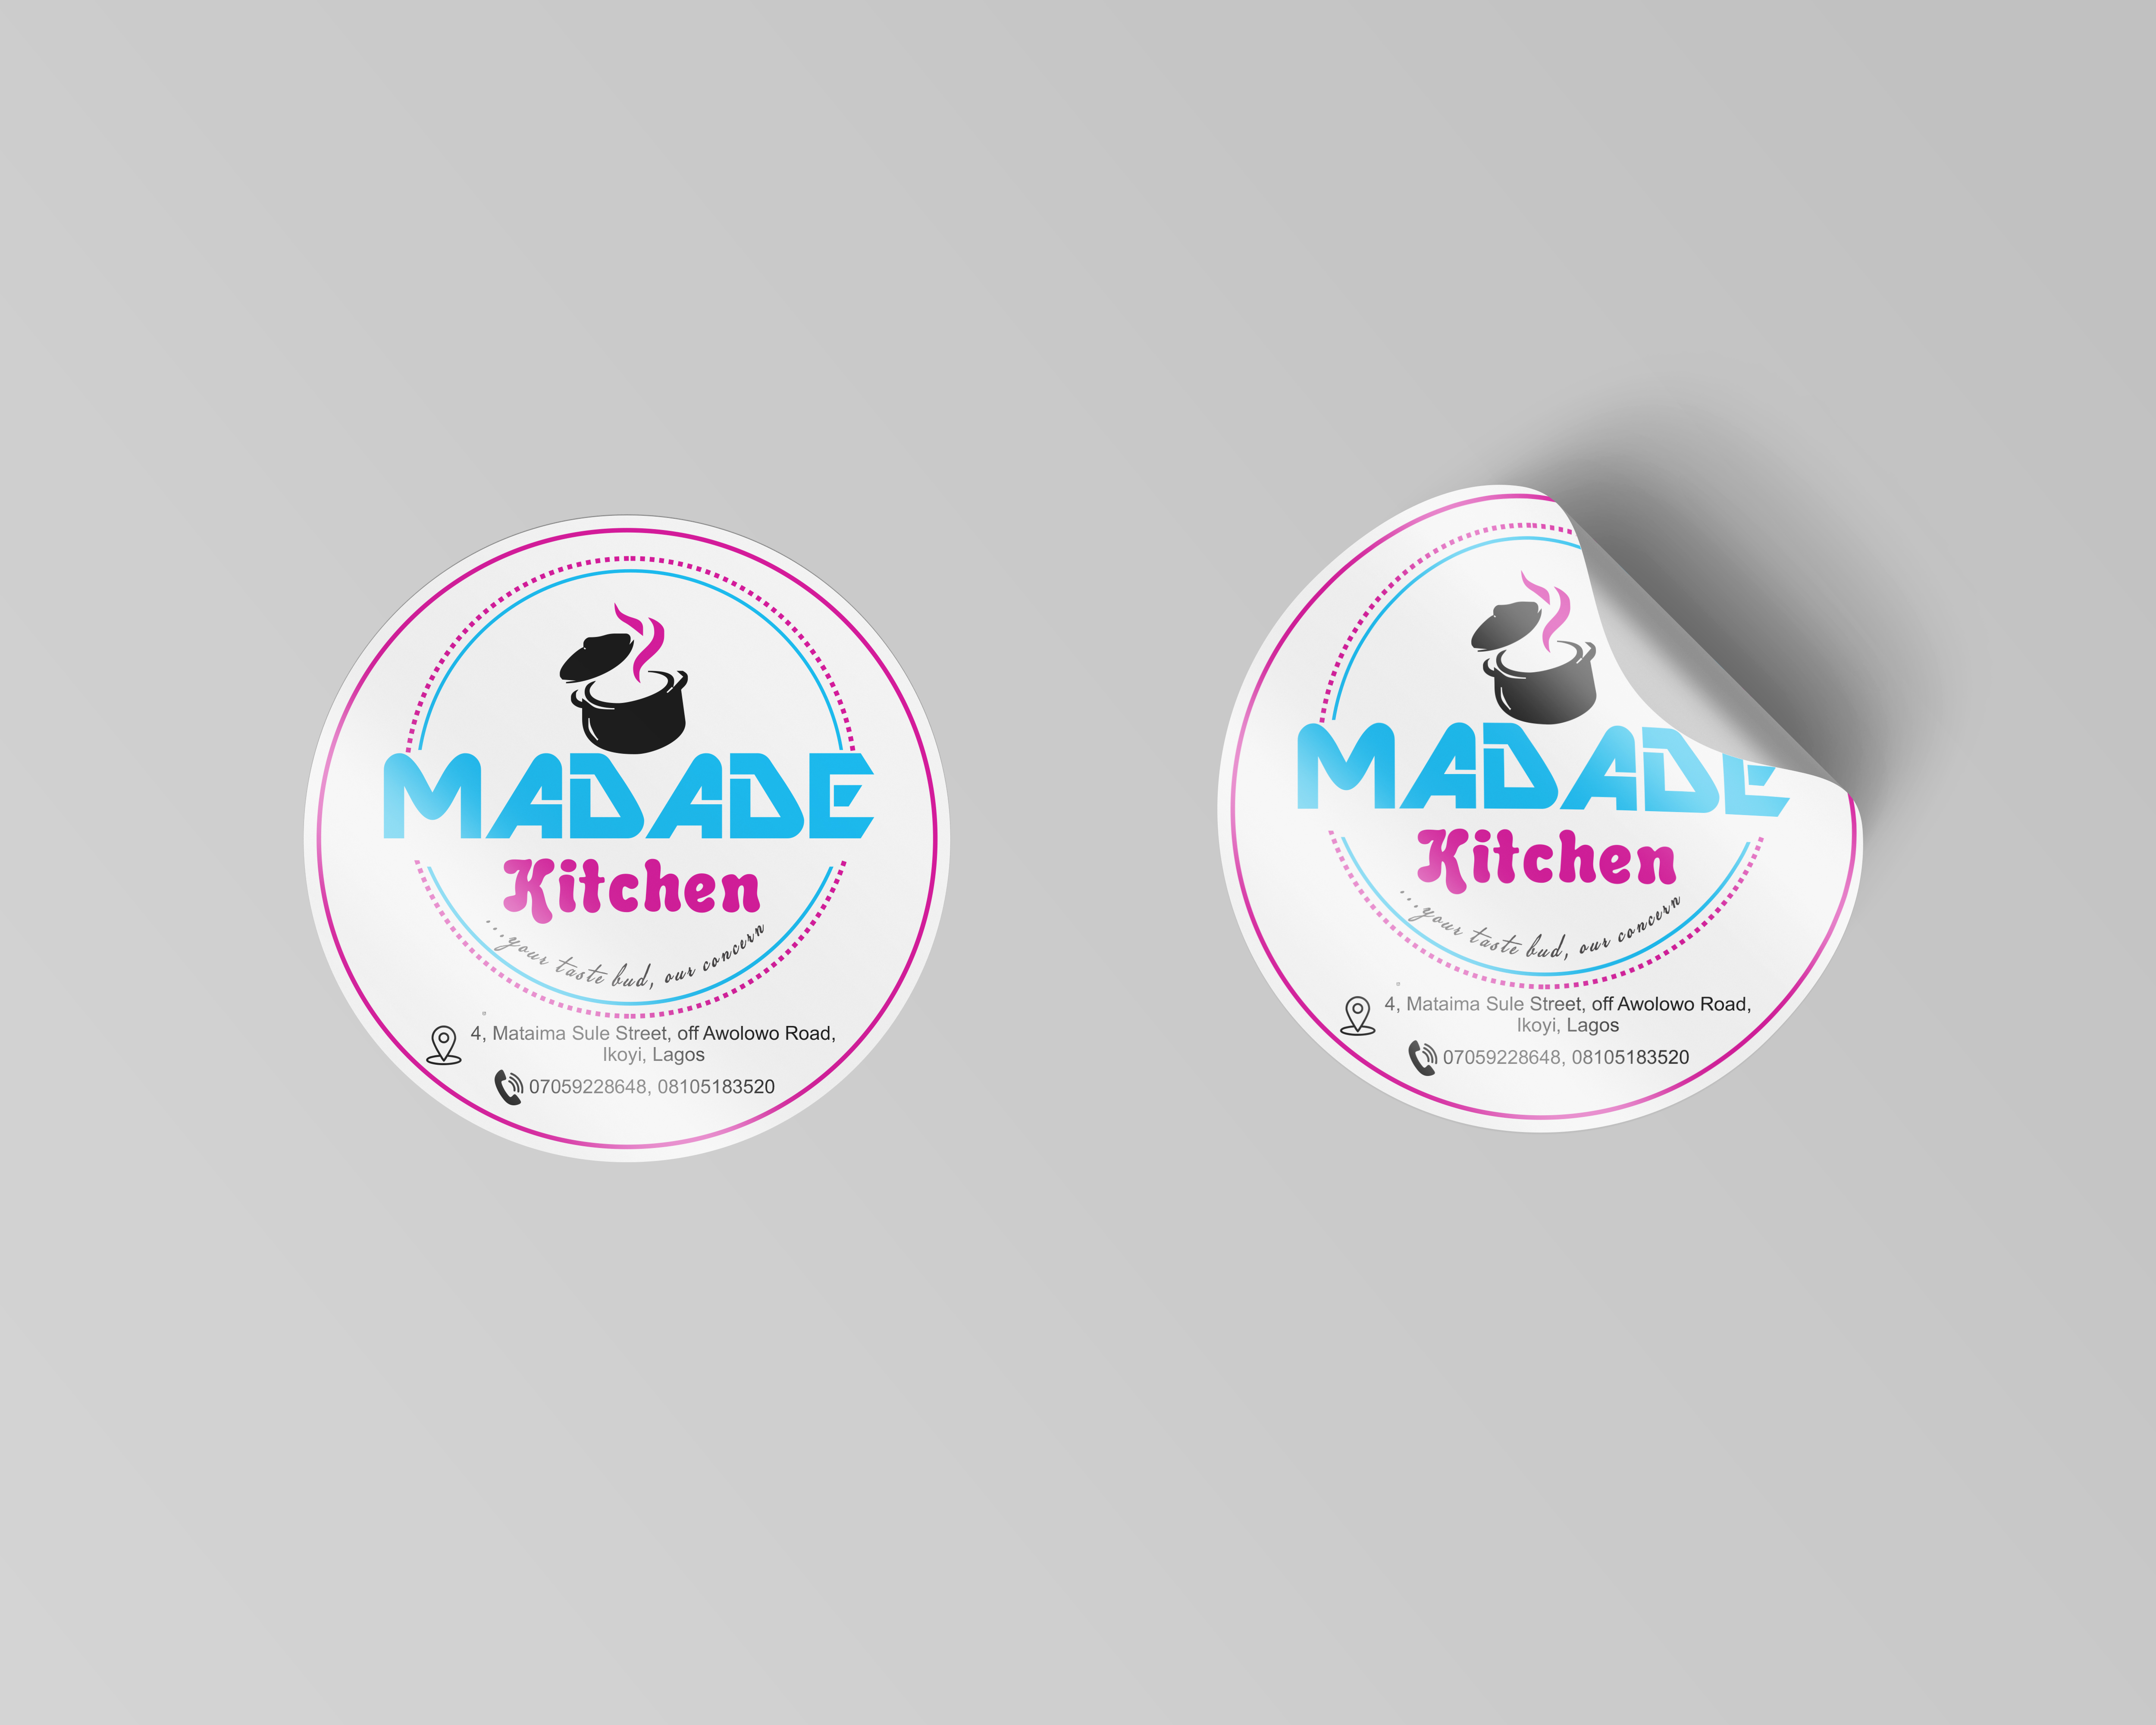 MADADE
Kitchen
...your taste bud, our concern
4, Mataima Sule Street, off Awolowo Road,
Ikoyi, Lagos
07059228648, 08105183520
MADADE
Kitchen
...your taste bud, our concern
4, Mataima Sule Street, off Awolowo Road,
Ikoyi, Lagos
07059228648, 08105183520